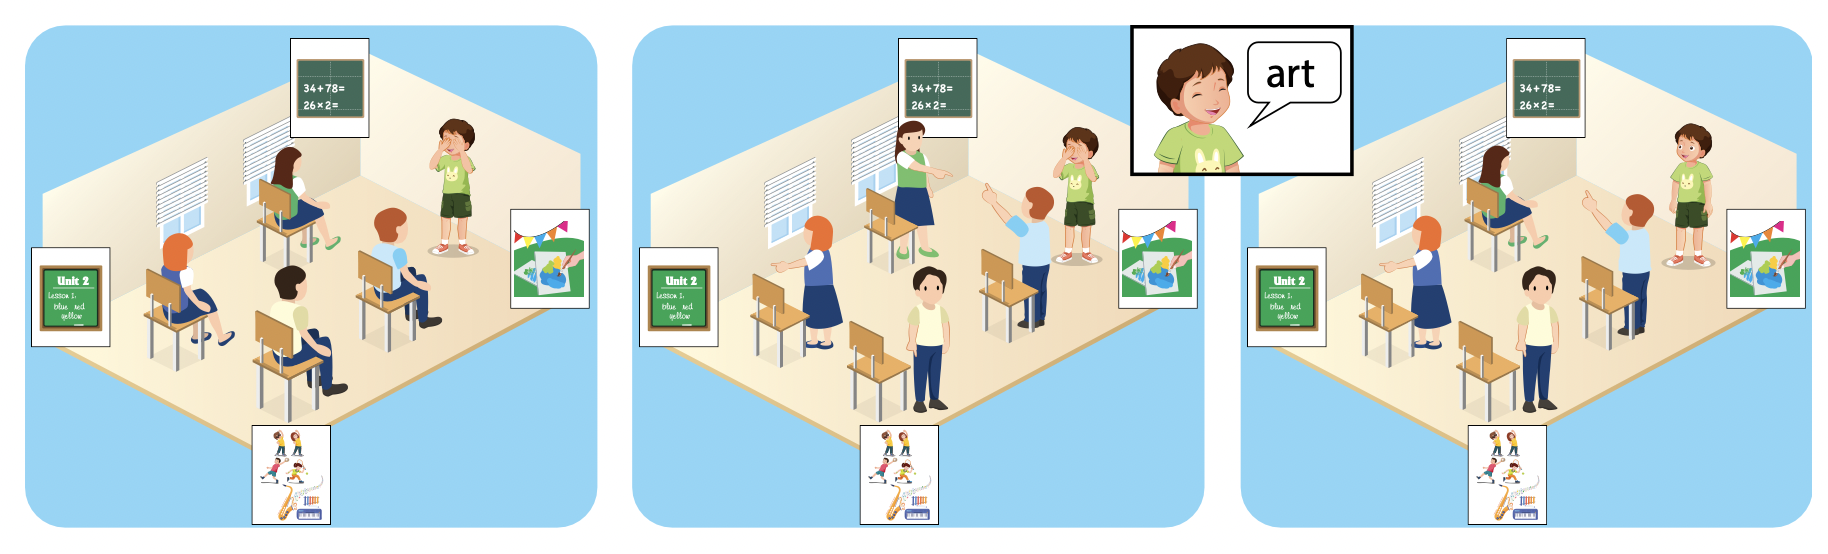 34+78=
26×2=
Unit 2
Lesson 1.
blue red
yellow
34+78=
26×2=
art
Unit 2
Lesson 1.
blue red
yellow
34+78=
26×2=
Unit 2
Lesson 1.
blue red
yellow